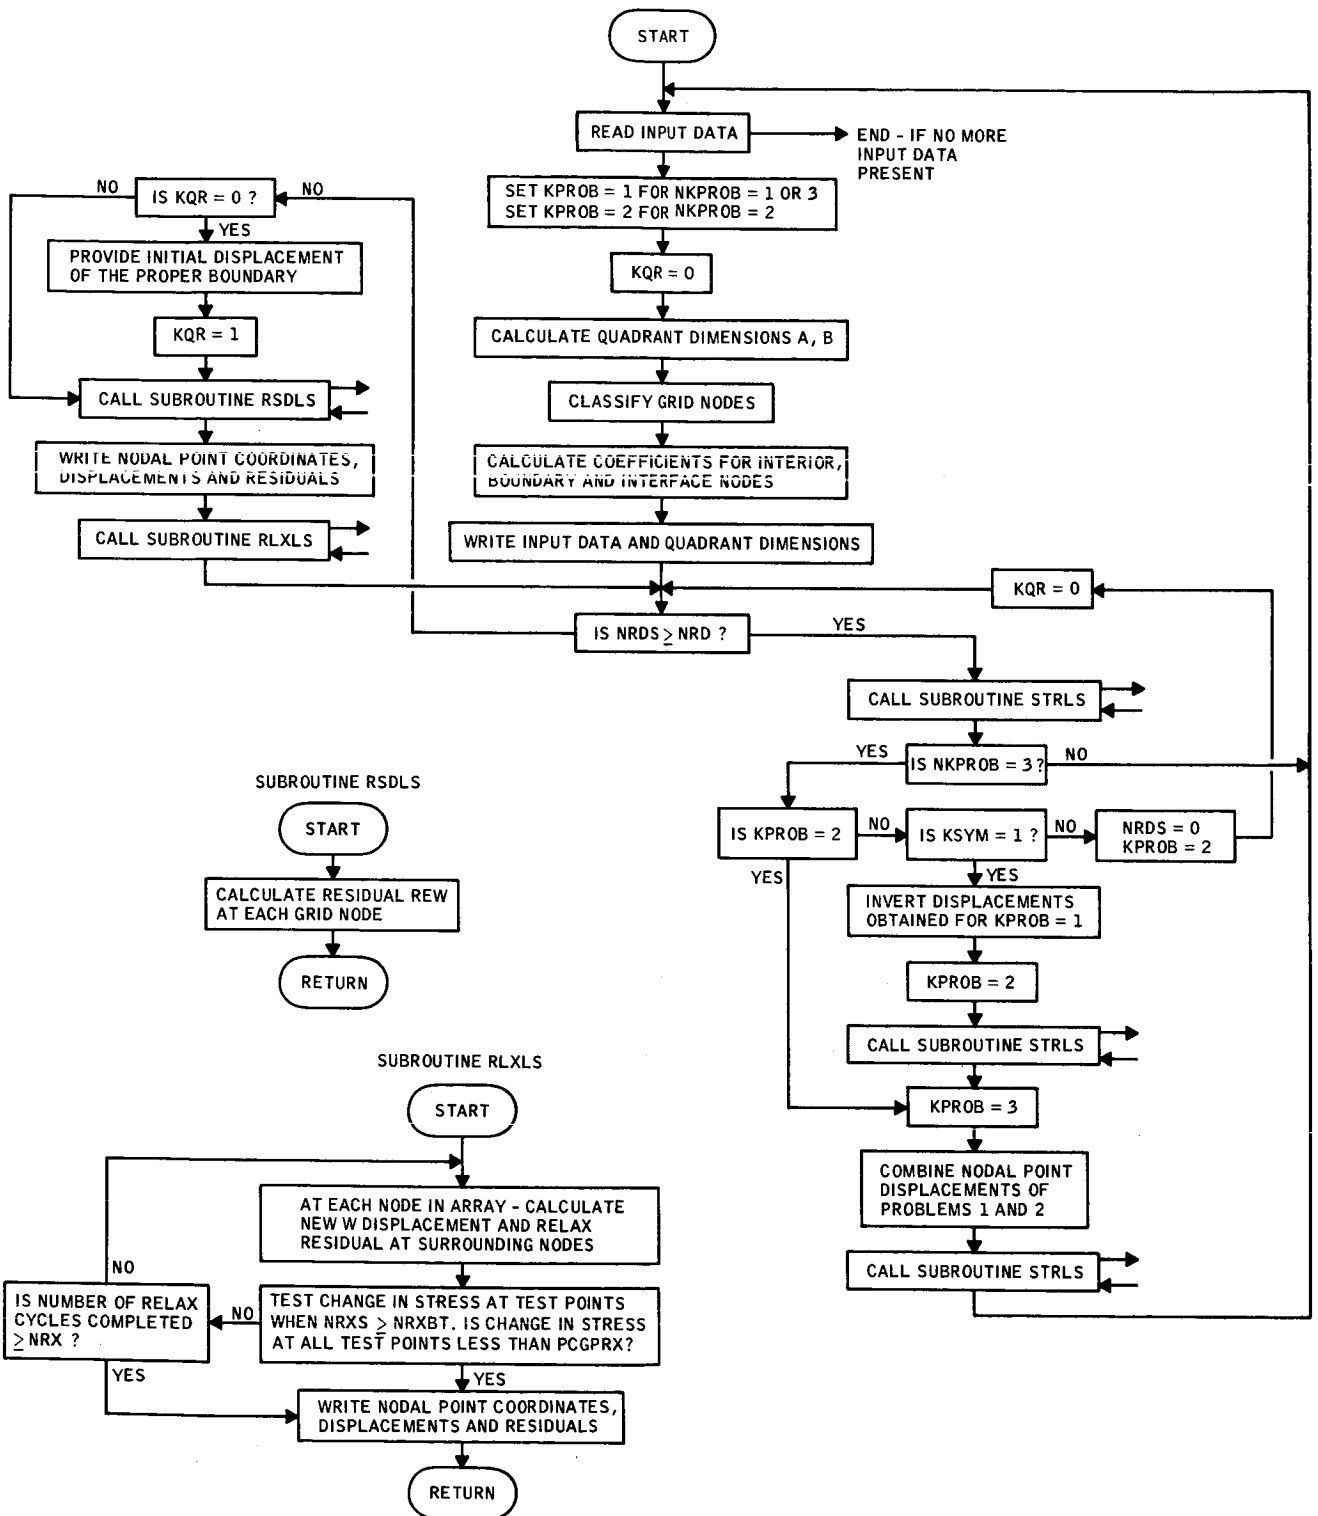 START
READ INPUT DATA
END - IF NO MORE
INPUT DATA
PRESENT
SET KPROB = 1 FOR NKPROB = 1 OR 3
SET KPROB = 2 FOR NKPROB = 2
KQR = 0
CALCULATE QUADRANT DIMENSIONS A, B
CLASSIFY GRID NODES
CALCULATE COEFFICIENTS FOR INTERIOR,
BOUNDARY AND INTERFACE NODES
WRITE INPUT DATA AND QUADRANT DIMENSIONS
NO
IS KQR = 0 ?
NO
YES
PROVIDE INITIAL DISPLACEMENT
OF THE PROPER BOUNDARY
KQR = 1
CALL SUBROUTINE RSDLS
WRITE NODAL POINT COORDINATES,
DISPLACEMENTS AND RESIDUALS
CALL SUBROUTINE RLXLS
KQR = 0
IS NRDS ≥ NRD ?
YES
CALL SUBROUTINE STRLS
YES
IS NKPROB = 3?
NO
IS KPROB = 2
NO
IS KSYM = 1 ?
NO
NRDS = 0
KPROB = 2
YES
YES
INVERT DISPLACEMENTS
OBTAINED FOR KPROB = 1
KPROB = 2
CALL SUBROUTINE STRLS
KPROB = 3
COMBINE NODAL POINT
DISPLACEMENTS OF
PROBLEMS 1 AND 2
CALL SUBROUTINE STRLS
SUBROUTINE RSDLS
START
CALCULATE RESIDUAL REW
AT EACH GRID NODE
RETURN
SUBROUTINE RLXLS
START
AT EACH NODE IN ARRAY - CALCULATE
NEW W DISPLACEMENT AND RELAX
RESIDUAL AT SURROUNDING NODES
NO
IS NUMBER OF RELAX
CYCLES COMPLETED
≥ NRX ?
NO
TEST CHANGE IN STRESS AT TEST POINTS
WHEN NRXS ≥ NRXBT. IS CHANGE IN STRESS
AT ALL TEST POINTS LESS THAN PCGPRX?
YES
YES
WRITE NODAL POINT COORDINATES,
DISPLACEMENTS AND RESIDUALS
RETURN